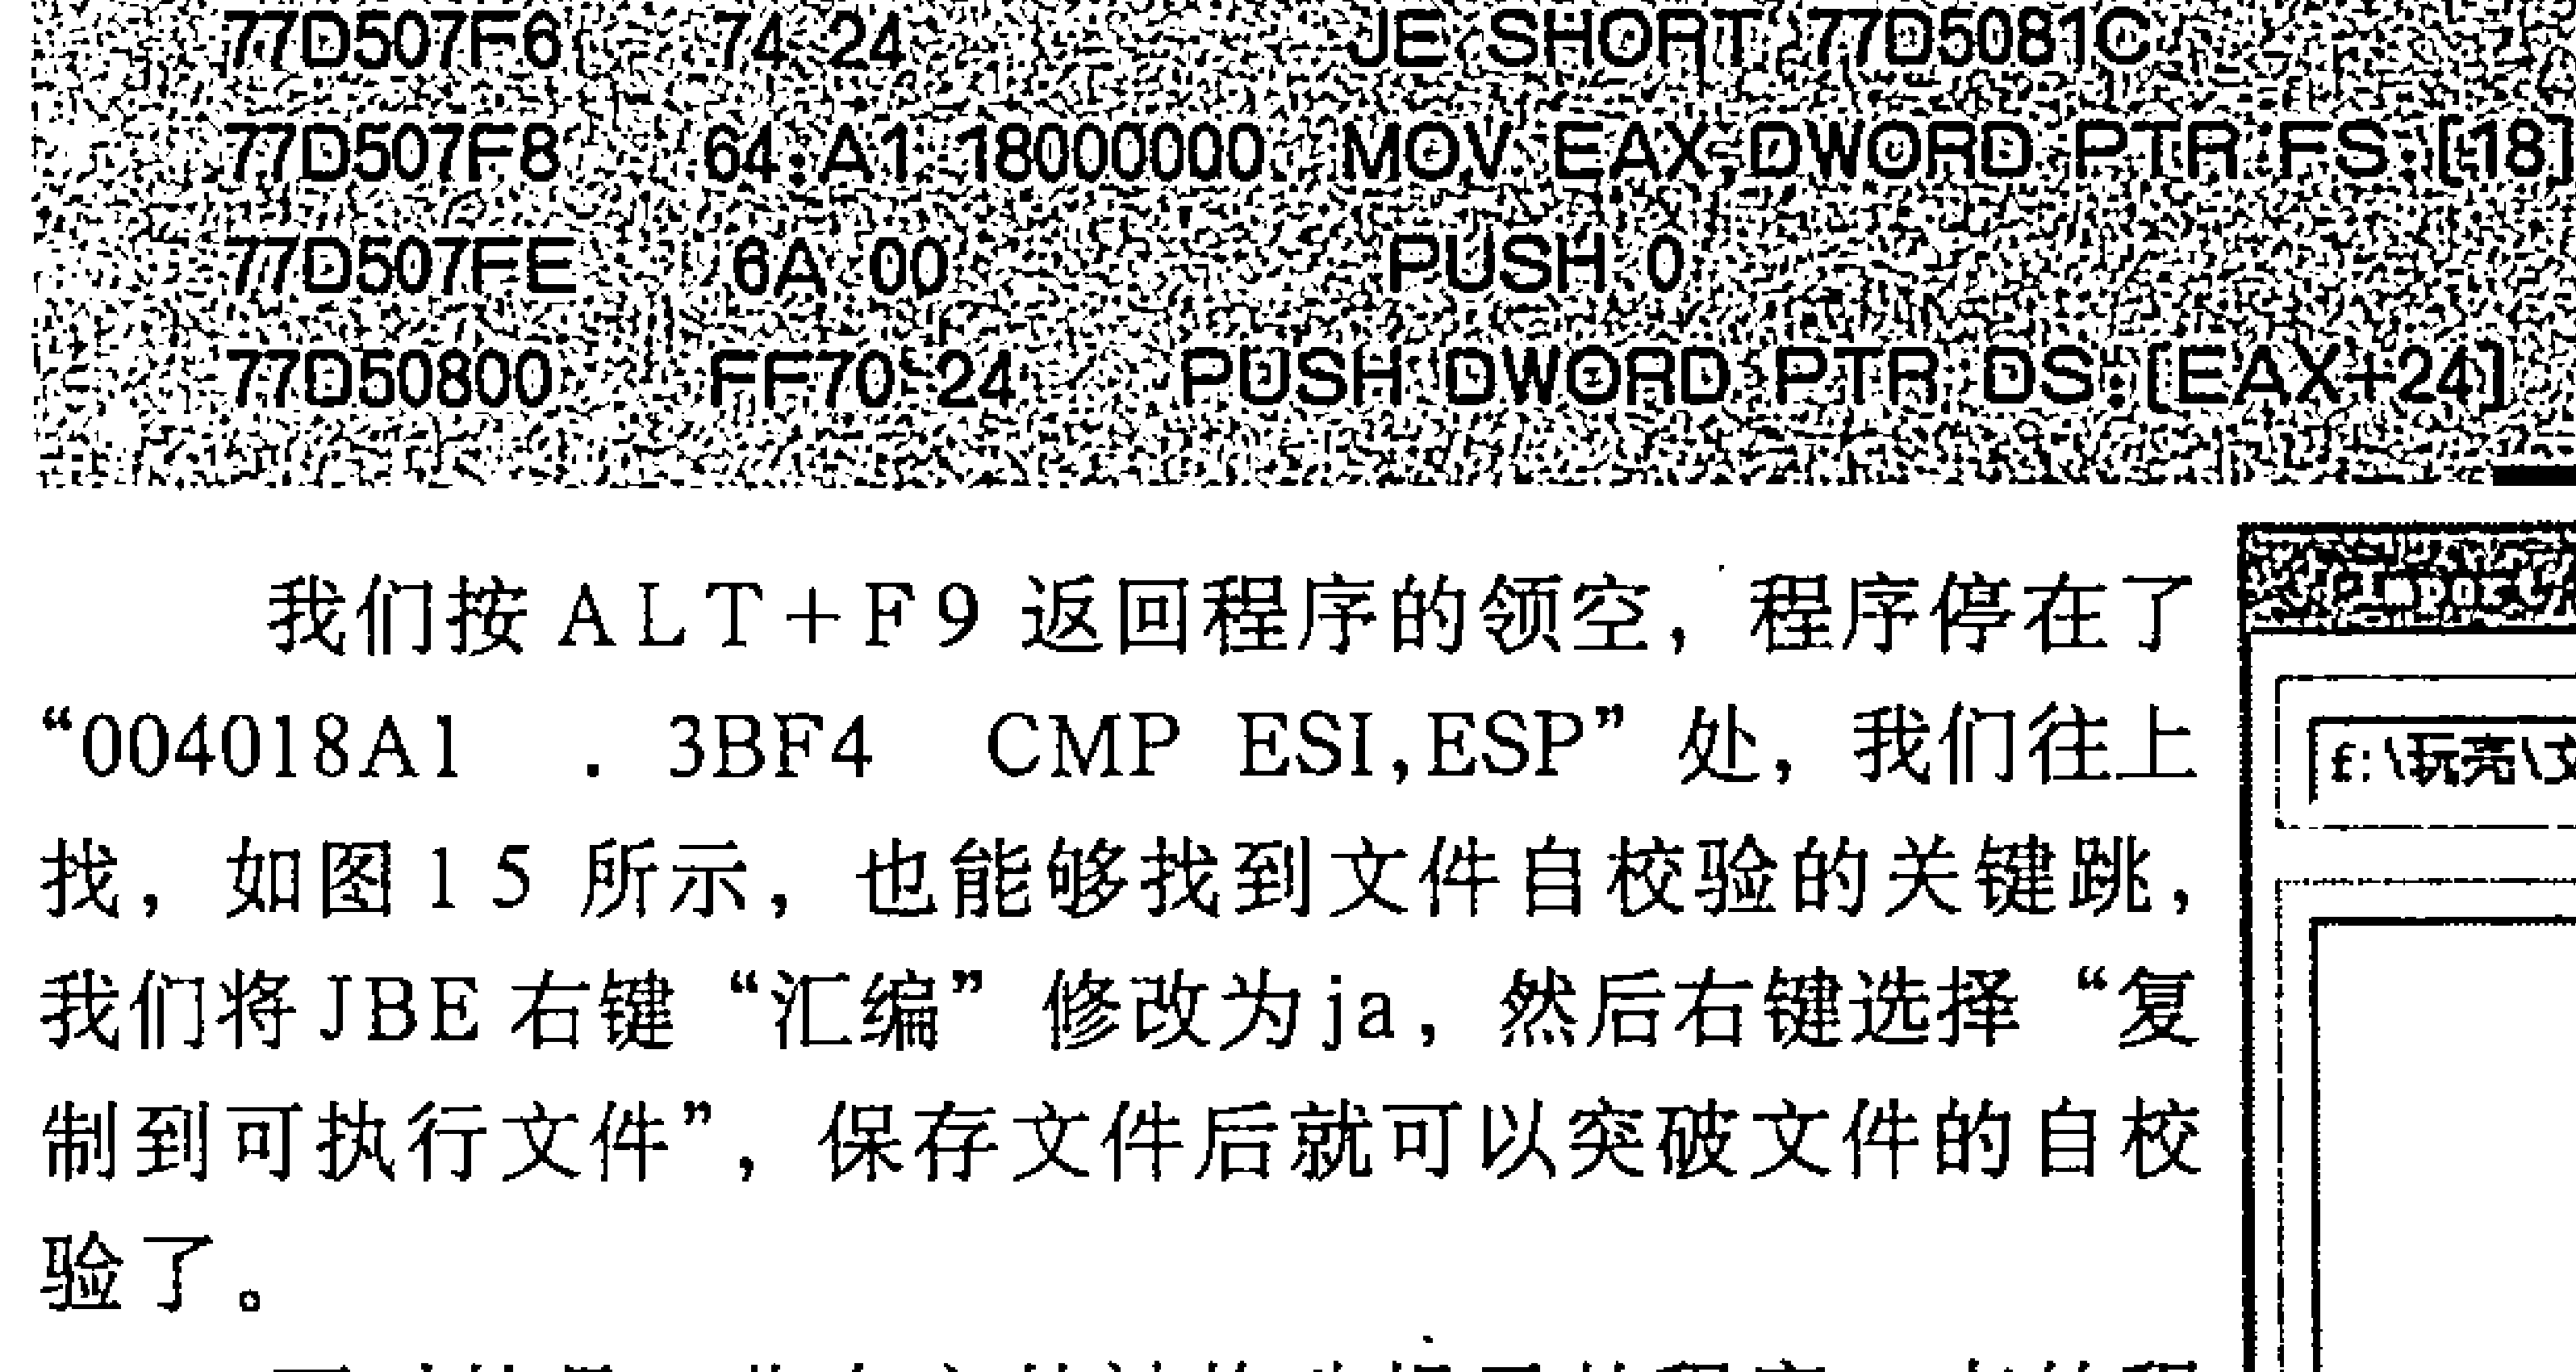 77D507F6 74 24 JE SHORT 77D5081C
77D507F8 64:A1 18000000 MOV EAX,DWORD PTR FS:[18]
77D507FE 6A 00 PUSH 0
77D50800 FF70 24 PUSH DWORD PTR DS:[EAX+24]
我们按ALT+F9返回程序的领空，程序停在了
“004018A1 . 3BF4 CMP ESI,ESP”处，我们往上
找，如图15所示，也能够找到文件自校验的关键跳，
我们将JBE右键“汇编”修改为ja，然后右键选择“复
制到可执行文件”，保存文件后就可以突破文件的自校
验了。
f:\玩壳\文